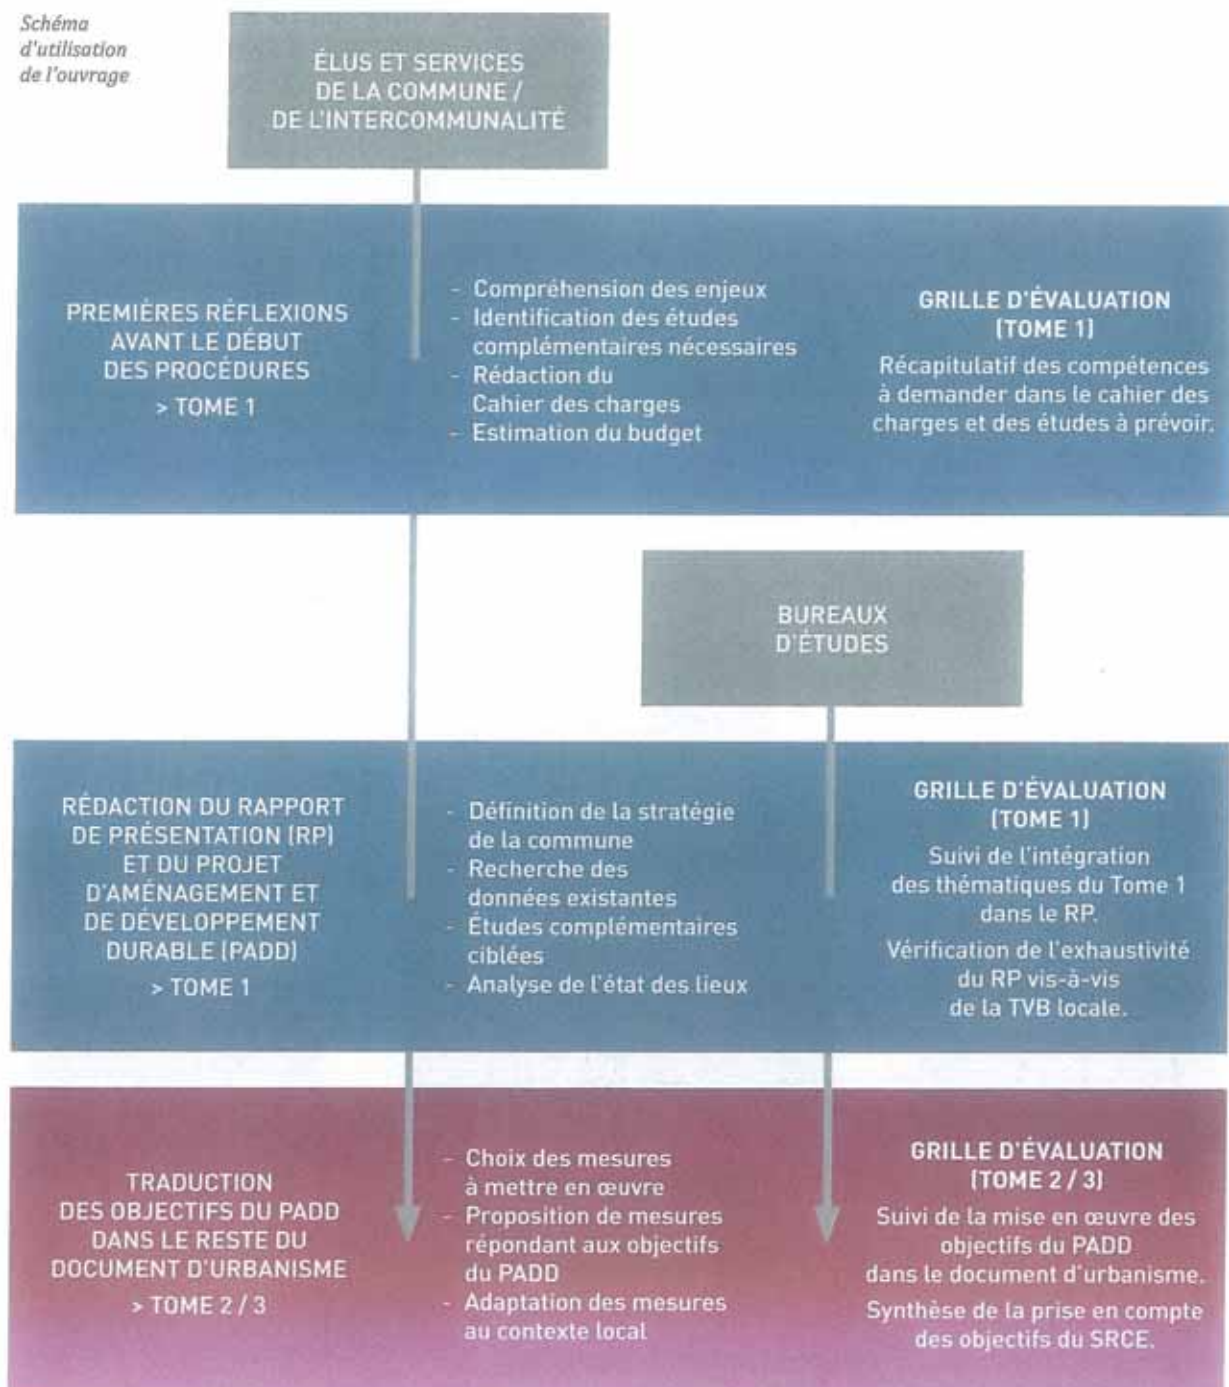 Schéma
d'utilisation
de l'ouvrage
ÉLUS ET SERVICES
DE LA COMMUNE /
DE L'INTERCOMMUNALITÉ
PREMIÈRES RÉFLEXIONS
AVANT LE DÉBUT
DES PROCÉDURES
> TOME 1
- Compréhension des enjeux
- Identification des études
complémentaires nécessaires
- Rédaction du
Cahier des charges
- Estimation du budget
GRILLE D'ÉVALUATION
(TOME 1)
Récapitulatif des compétences
à demander dans le cahier des
charges et des études à prévoir.
BUREAUX
D'ÉTUDES
RÉDACTION DU RAPPORT
DE PRÉSENTATION (RP)
ET DU PROJET
D'AMÉNAGEMENT ET
DE DÉVELOPPEMENT
DURABLE (PADD)
> TOME 1
- Définition de la stratégie
de la commune
- Recherche des
données existantes
- Études complémentaires
ciblées
- Analyse de l'état des lieux
GRILLE D'ÉVALUATION
(TOME 1)
Suivi de l'intégration
des thématiques du Tome 1
dans le RP.
Vérification de l'exhaustivité
du RP vis-à-vis
de la TVB locale.
TRADUCTION
DES OBJECTIFS DU PADD
DANS LE RESTE DU
DOCUMENT D'URBANISME
> TOME 2 / 3
- Choix des mesures
à mettre en œuvre
- Proposition de mesures
répondant aux objectifs
du PADD
- Adaptation des mesures
au contexte local
GRILLE D'ÉVALUATION
(TOME 2 / 3)
Suivi de la mise en œuvre des
objectifs du PADD
dans le document d'urbanisme.
Synthèse de la prise en compte
des objectifs du SRCE.